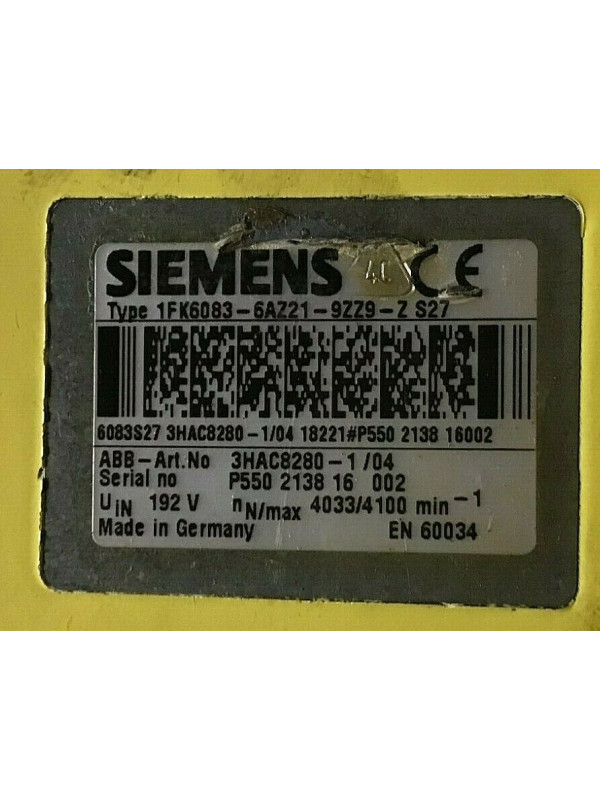 SIEMENS 4C CE
Type 1FK6083-6AZ21-9ZZ9-Z S27
6083S27 3HAC8280-1/04 18221#P550 2138 16002
ABB-Art.No 3HAC8280-1 /04
Serial no P550 2138 16 002
UIN 192 V nN/max 4033/4100 min-1
Made in Germany EN 60034